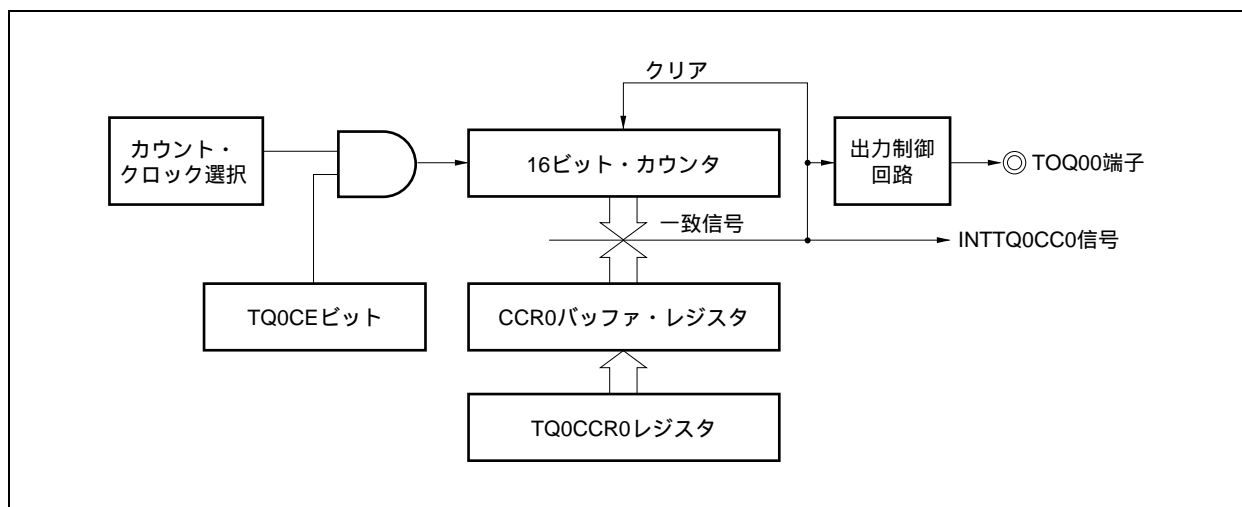 クリア
カウント・
クロック選択
16ビット・カウンタ
出力制御
回路
TOQ00端子
一致信号
INTTQ0CC0信号
TQ0CEビット
CCR0バッファ・レジスタ
TQ0CCR0レジスタ